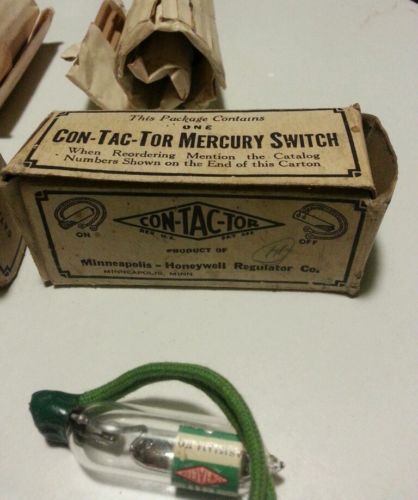 This Package Contains
ONE
CON-TAC-TOR MERCURY SWITCH
When Reordering Mention the Catalog
Numbers Shown on the End of this Carton
CON-TAC-TOR
ON
OFF
PRODUCT OF
Minneapolis-Honeywell Regulator Co.
MINNEAPOLIS, MINN.